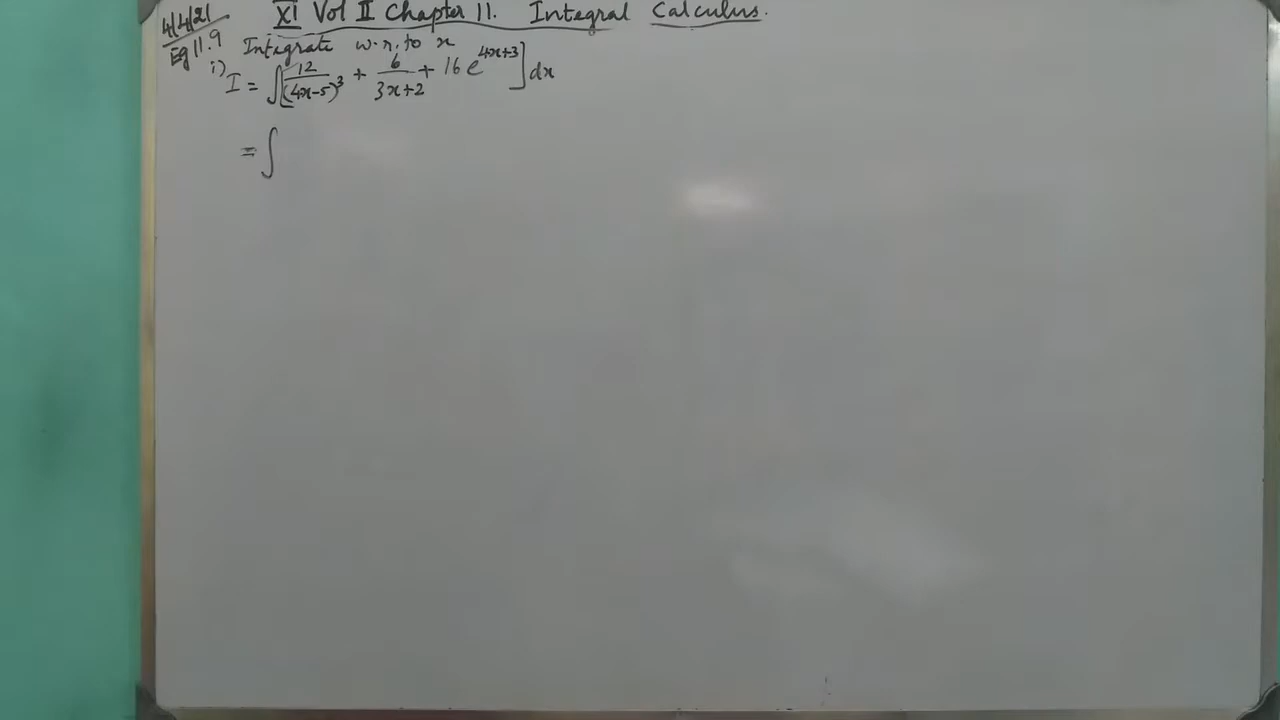 4/4/21 XI Vol II Chapter 11. Integral Calculus.
Eg 11.9 Integrate w.r.to x
i) I = ∫[12/(4x-5)³ + 6/3x+2 + 16e^4x+3] dx
= ∫